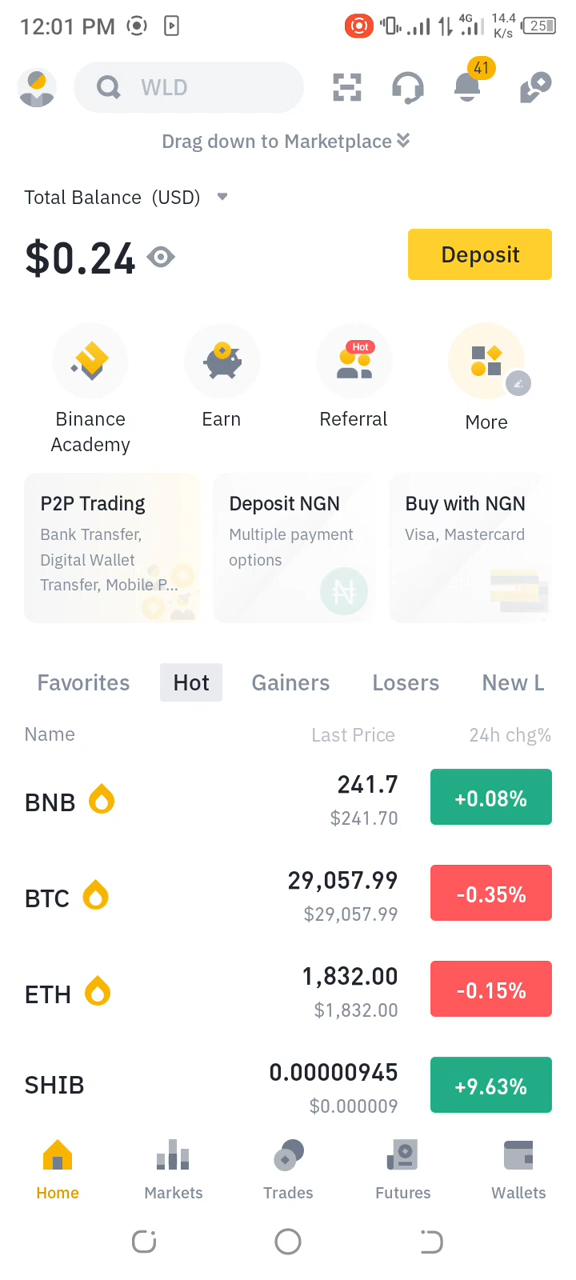 12:01 PM 4G 14.4 K/s 25
WLD 41
Drag down to Marketplace
Total Balance (USD)
$0.24 Deposit
Hot
Binance Academy Earn Referral More
P2P Trading Deposit NGN Buy with NGN
Bank Transfer, Multiple payment Visa, Mastercard
Digital Wallet options
Transfer, Mobile P...
Favorites Hot Gainers Losers New L
Name Last Price 24h chg%
BNB 241.7 +0.08%
$241.70
BTC 29,057.99 -0.35%
$29,057.99
ETH 1,832.00 -0.15%
$1,832.00
SHIB 0.00000945 +9.63%
$0.000009
Home Markets Trades Futures Wallets